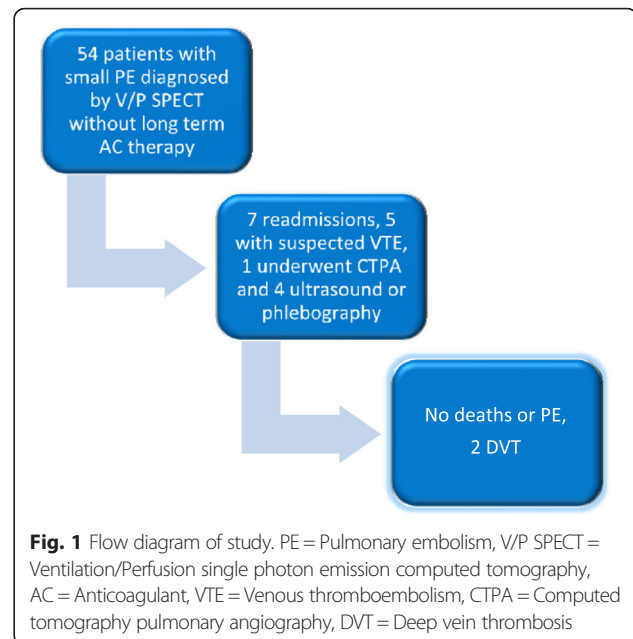 54 patients with
small PE diagnosed
by V/P SPECT
without long term
AC therapy
7 readmissions, 5
with suspected VTE,
1 underwent CTPA
and 4 ultrasound or
phlebography
No deaths or PE,
2 DVT
Fig. 1 Flow diagram of study. PE = Pulmonary embolism, V/P SPECT =
Ventilation/Perfusion single photon emission computed tomography,
AC = Anticoagulant, VTE = Venous thromboembolism, CTPA = Computed
tomography pulmonary angiography, DVT = Deep vein thrombosis